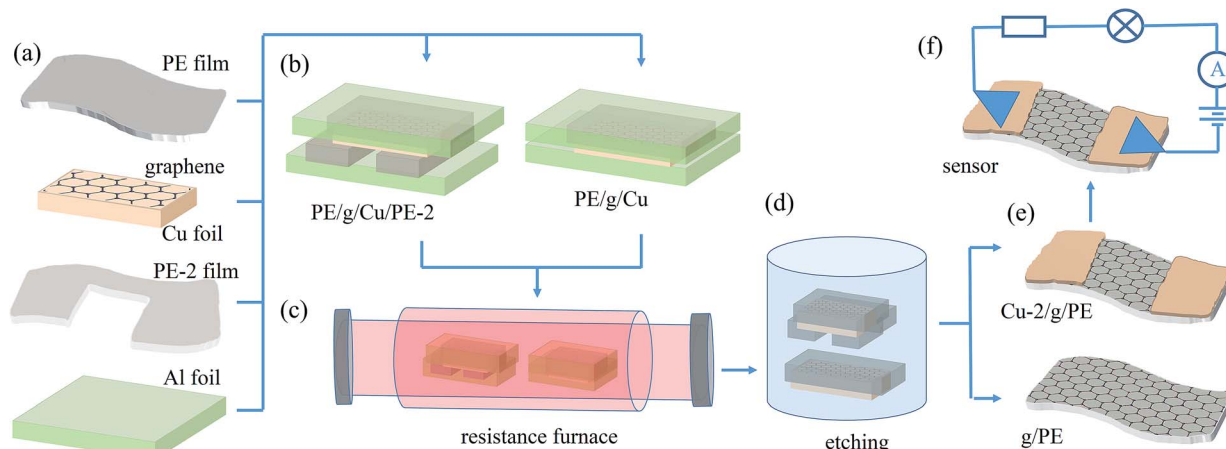 (a)
PE film
graphene
Cu foil
PE-2 film
Al foil
(b)
PE/g/Cu/PE-2
PE/g/Cu
(c)
resistance furnace
(d)
etching
(e)
Cu-2/g/PE
g/PE
(f)
A
sensor